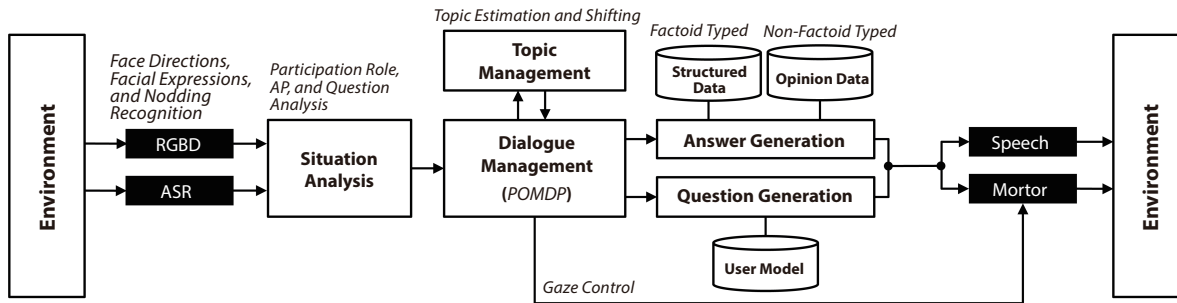 Environment
Face Directions,
Facial Expressions,
and Nodding
Recognition
RGBD
ASR
Participation Role,
AP, and Question
Analysis
Situation
Analysis
Topic Estimation and Shifting
Topic
Management
Dialogue
Management
(POMDP)
Factoid Typed
Structured
Data
Non-Factoid Typed
Opinion Data
Answer Generation
Question Generation
User Model
Gaze Control
Speech
Mortor
Environment